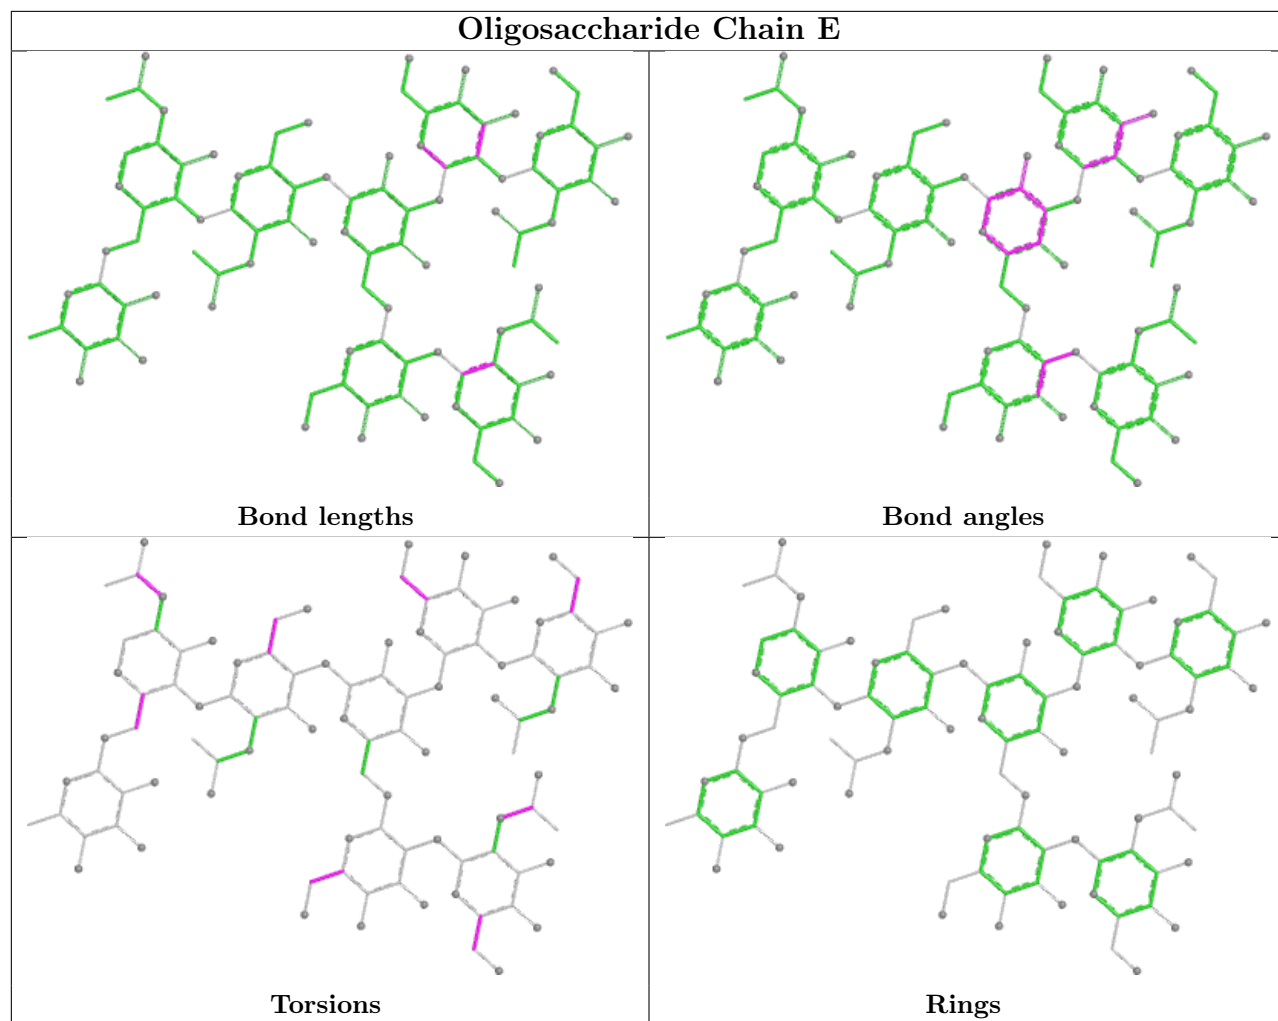 Oligosaccharide Chain E
Bond lengths
Bond angles
Torsions
Rings